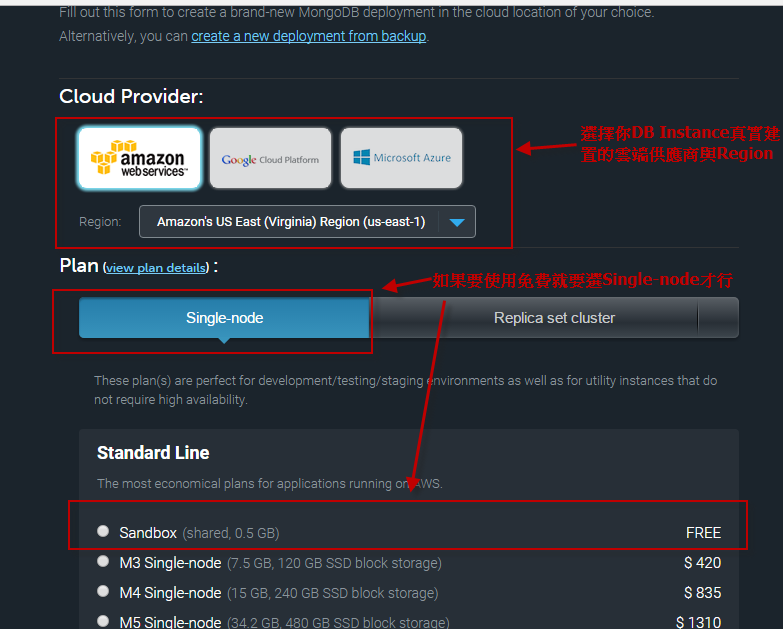 Fill out this form to create a brand-new MongoDB deployment in the cloud location of your choice.
Alternatively, you can create a new deployment from backup.
Cloud Provider:
選擇你DB Instance真實建
置的雲端供應商與Region
amazon
webservices™
Google Cloud Platform
Microsoft Azure
Region:
Amazon's US East (Virginia) Region (us-east-1)
Plan (view plan details) :
如果要使用免費就要選Single-node才行
Single-node
Replica set cluster
These plan(s) are perfect for development/testing/staging environments as well as for utility instances that do
not require high availability.
Standard Line
The most economical plans for applications running on AWS.
Sandbox (shared, 0.5 GB) FREE
M3 Single-node (7.5 GB, 120 GB SSD block storage) $ 420
M4 Single-node (15 GB, 240 GB SSD block storage) $ 835
M5 Single-node (34.2 GB, 480 GB SSD block storage) $ 1310